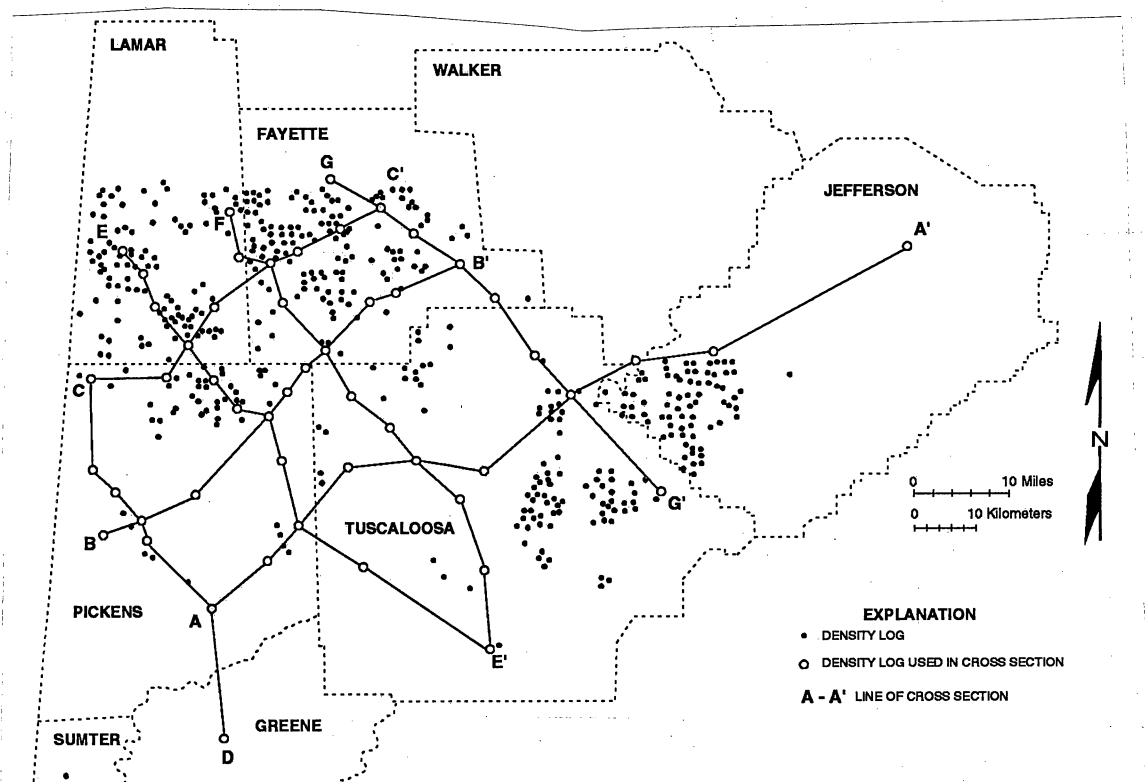 LAMAR
WALKER
FAYETTE
G
C'
JEFFERSON
F
A'
E
B'
C
N
0 10 Miles
0 10 Kilometers
G'
TUSCALOOSA
B
PICKENS
A
EXPLANATION
DENSITY LOG
E'
DENSITY LOG USED IN CROSS SECTION
A - A' LINE OF CROSS SECTION
GREENE
SUMTER
D